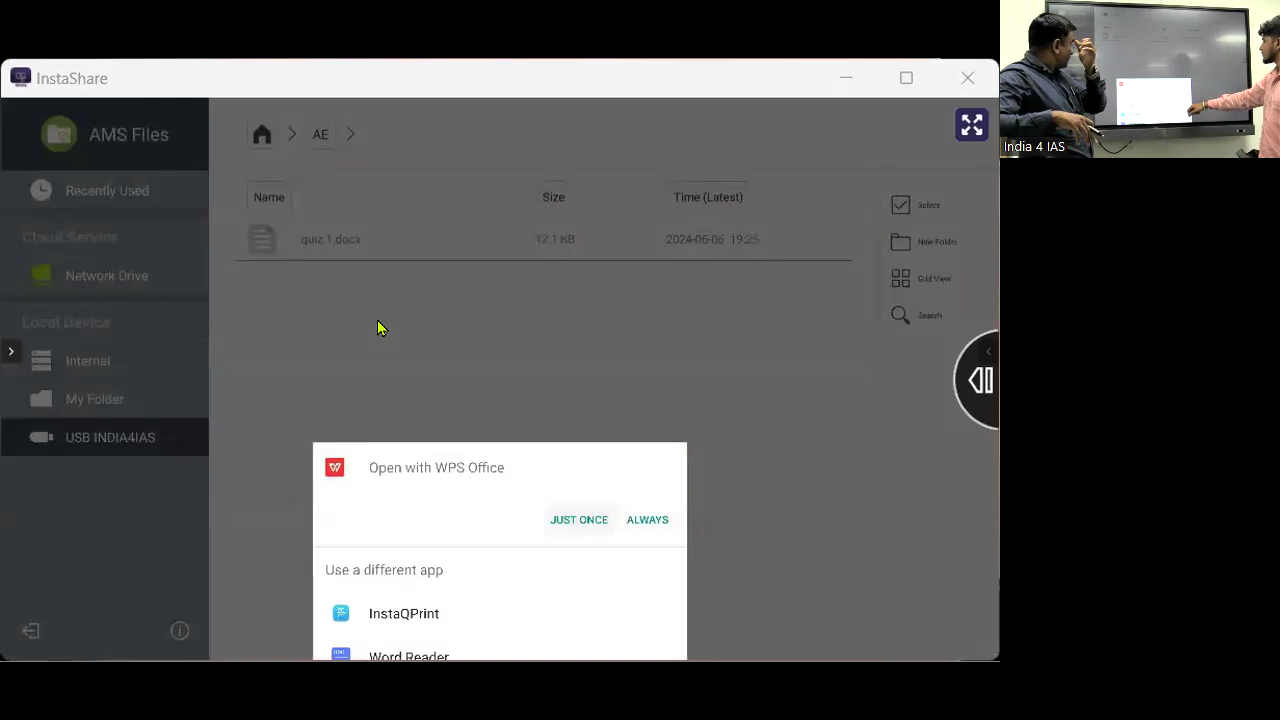 InstaShare
India 4 IAS
AMS Files
AE
Recently Used
Name
Size
Time (Latest)
Select
Cloud Service
quiz 1.docx
12.1 KB
2024-06-06 19:25
New Folder
Network Drive
Grid View
Local Device
Search
Internal
My Folder
USB INDIA4IAS
Open with WPS Office
JUST ONCE
ALWAYS
Use a different app
InstaQPrint
Word Reader